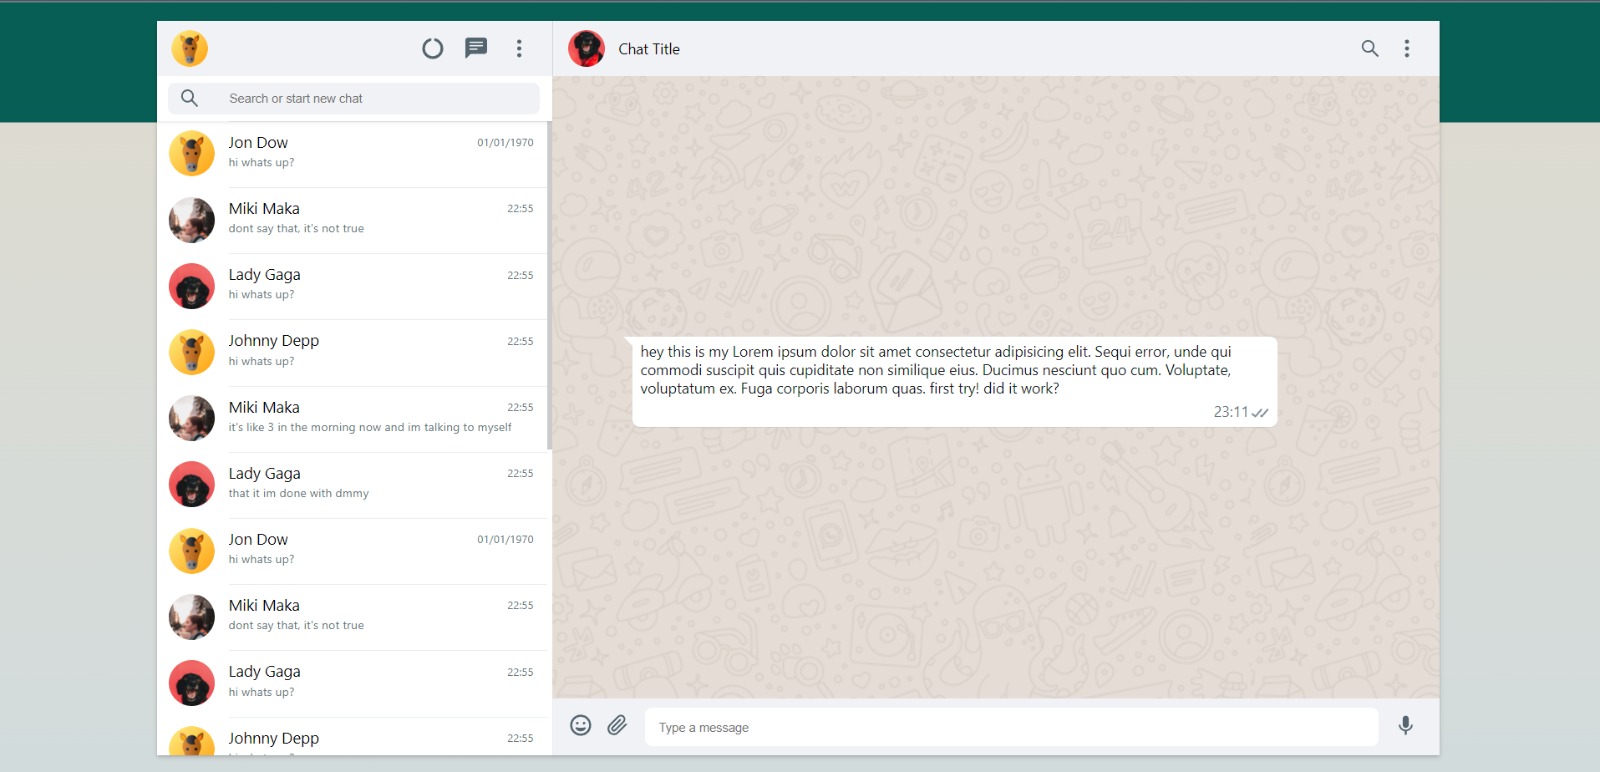 Chat Title
Search or start new chat
Jon Dow 01/01/1970
hi whats up?
Miki Maka 22:55
dont say that, it's not true
Lady Gaga 22:55
hi whats up?
Johnny Depp 22:55
hi whats up?
Miki Maka 22:55
it's like 3 in the morning now and im talking to myself
Lady Gaga 22:55
that it im done with dmmy
Jon Dow 01/01/1970
hi whats up?
Miki Maka 22:55
dont say that, it's not true
Lady Gaga 22:55
hi whats up?
Johnny Depp 22:55
24
hey this is my Lorem ipsum dolor sit amet consectetur adipisicing elit. Sequi error, unde qui
commodi suscipit quis cupiditate non similique eius. Ducimus nesciunt quo cum. Voluptate,
voluptatum ex. Fuga corporis laborum quas. first try! did it work?
23:11
Type a message